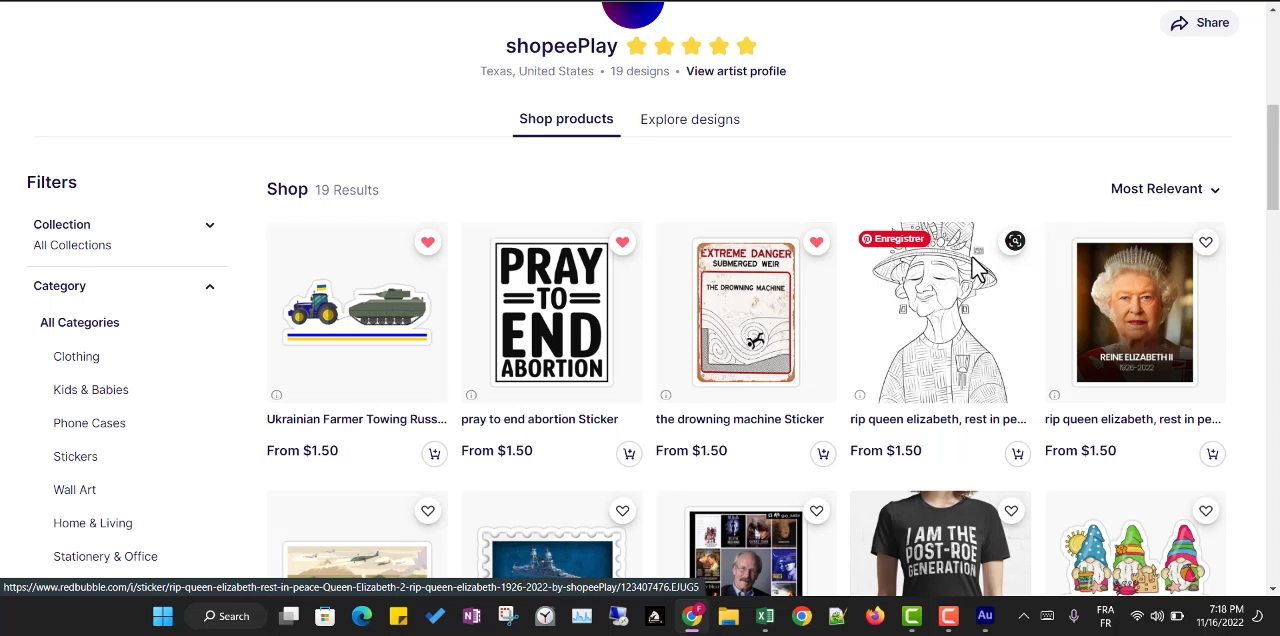 Share
shopeePlay
Texas, United States • 19 designs • View artist profile
Shop products
Explore designs
Filters
Shop 19 Results
Most Relevant
Collection
All Collections
Category
All Categories
Clothing
Kids & Babies
Phone Cases
Stickers
Wall Art
Home & Living
Stationery & Office
PRAY
TO
END
ABORTION
EXTREME DANGER
SUBMERGED WEIR
THE DROWNING MACHINE
Enregistrer
REINE ELIZABETH II
1926-2022
Ukrainian Farmer Towing Russ...
pray to end abortion Sticker
the drowning machine Sticker
rip queen elizabeth, rest in pe...
rip queen elizabeth, rest in pe...
From $1.50
From $1.50
From $1.50
From $1.50
From $1.50
I AM THE
POST-ROE
GENERATION
https://www.redbubble.com/i/sticker/rip-queen-elizabeth-rest-in-peace-Queen-Elizabeth-2-rip-queen-elizabeth-1926-2022-by-shopeePlay/123407476.EJUG5
Search
Au
FRA
FR
7:18 PM
11/16/2022